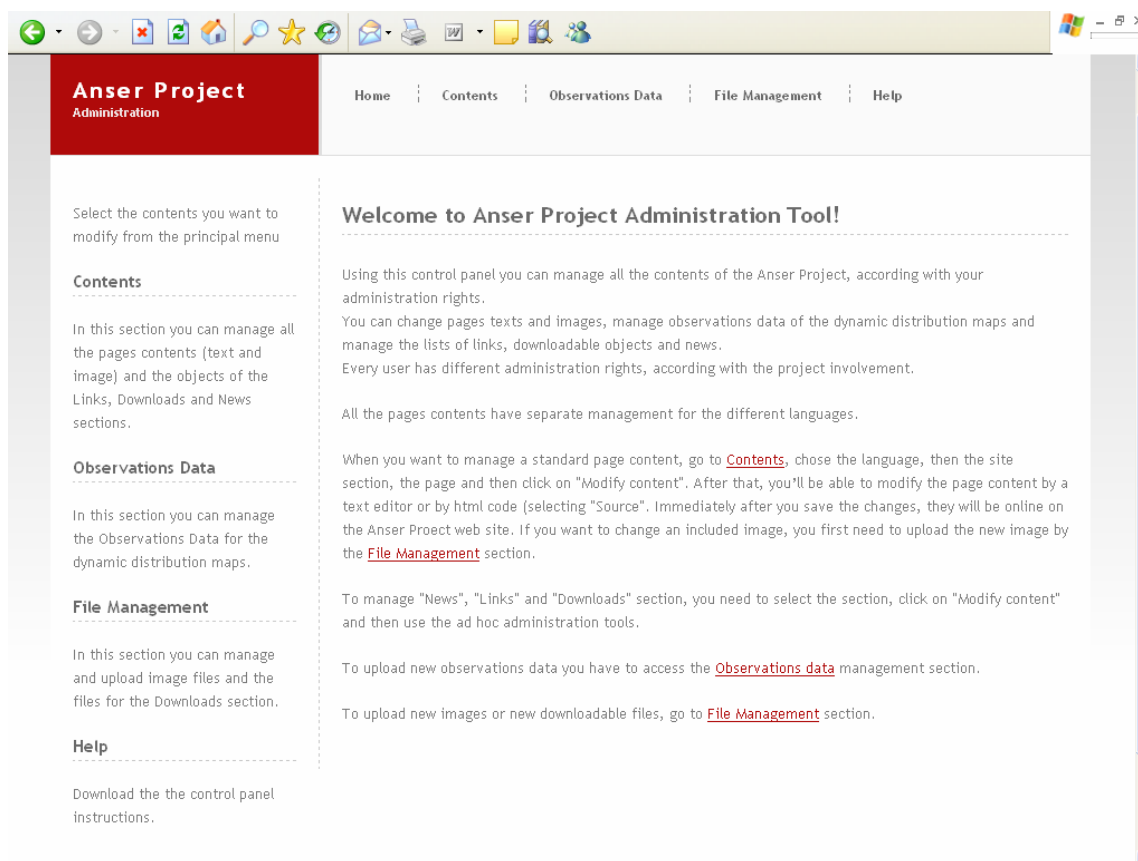 Anser Project
Administration
Home
Contents
Observations Data
File Management
Help
Select the contents you want to
modify from the principal menu
Contents
In this section you can manage all
the pages contents (text and
image) and the objects of the
Links, Downloads and News
sections.
Observations Data
In this section you can manage
the Observations Data for the
dynamic distribution maps.
File Management
In this section you can manage
and upload image files and the
files for the Downloads section.
Help
Download the the control panel
instructions.
Welcome to Anser Project Administration Tool!
Using this control panel you can manage all the contents of the Anser Project, according with your
administration rights.
You can change pages texts and images, manage observations data of the dynamic distribution maps and
manage the lists of links, downloadable objects and news.
Every user has different administration rights, according with the project involvement.
All the pages contents have separate management for the different languages.
When you want to manage a standard page content, go to Contents, chose the language, then the site
section, the page and then click on "Modify content". After that, you'll be able to modify the page content by a
text editor or by html code (selecting "Source". Immediately after you save the changes, they will be online on
the Anser Proect web site. If you want to change an included image, you first need to upload the new image by
the File Management section.
To manage "News", "Links" and "Downloads" section, you need to select the section, click on "Modify content"
and then use the ad hoc administration tools.
To upload new observations data you have to access the Observations data management section.
To upload new images or new downloadable files, go to File Management section.